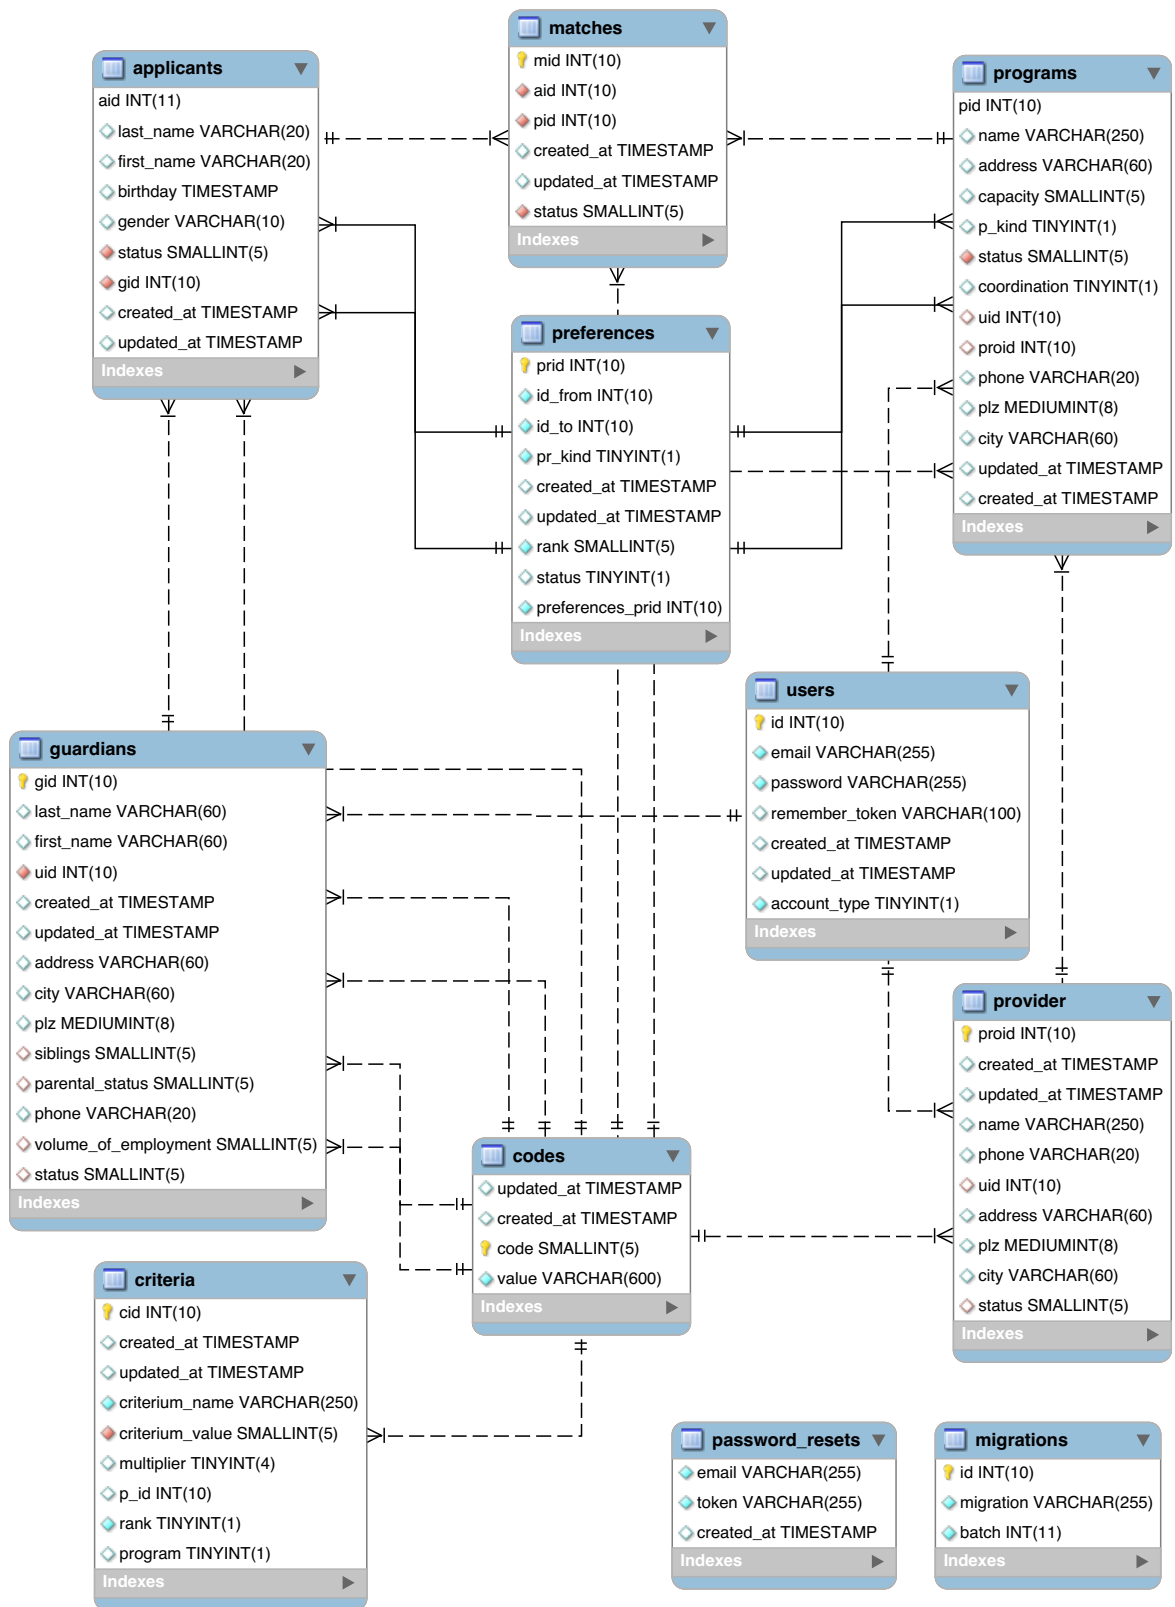 matches
mid INT(10)
aid INT(10)
pid INT(10)
created_at TIMESTAMP
updated_at TIMESTAMP
status SMALLINT(5)
Indexes
applicants
aid INT(11)
last_name VARCHAR(20)
first_name VARCHAR(20)
birthday TIMESTAMP
gender VARCHAR(10)
status SMALLINT(5)
gid INT(10)
created_at TIMESTAMP
updated_at TIMESTAMP
Indexes
programs
pid INT(10)
name VARCHAR(250)
address VARCHAR(60)
capacity SMALLINT(5)
p_kind TINYINT(1)
status SMALLINT(5)
coordination TINYINT(1)
uid INT(10)
proid INT(10)
phone VARCHAR(20)
plz MEDIUMINT(8)
city VARCHAR(60)
updated_at TIMESTAMP
created_at TIMESTAMP
Indexes
preferences
prid INT(10)
id_from INT(10)
id_to INT(10)
pr_kind TINYINT(1)
created_at TIMESTAMP
updated_at TIMESTAMP
rank SMALLINT(5)
status TINYINT(1)
preferences_prid INT(10)
Indexes
users
id INT(10)
email VARCHAR(255)
password VARCHAR(255)
remember_token VARCHAR(100)
created_at TIMESTAMP
updated_at TIMESTAMP
account_type TINYINT(1)
Indexes
guardians
gid INT(10)
last_name VARCHAR(60)
first_name VARCHAR(60)
uid INT(10)
created_at TIMESTAMP
updated_at TIMESTAMP
address VARCHAR(60)
city VARCHAR(60)
plz MEDIUMINT(8)
siblings SMALLINT(5)
parental_status SMALLINT(5)
phone VARCHAR(20)
volume_of_employment SMALLINT(5)
status SMALLINT(5)
Indexes
provider
proid INT(10)
created_at TIMESTAMP
updated_at TIMESTAMP
name VARCHAR(250)
phone VARCHAR(20)
uid INT(10)
address VARCHAR(60)
plz MEDIUMINT(8)
city VARCHAR(60)
status SMALLINT(5)
Indexes
codes
updated_at TIMESTAMP
created_at TIMESTAMP
code SMALLINT(5)
value VARCHAR(600)
Indexes
criteria
cid INT(10)
created_at TIMESTAMP
updated_at TIMESTAMP
criterium_name VARCHAR(250)
criterium_value SMALLINT(5)
multiplier TINYINT(4)
p_id INT(10)
rank TINYINT(1)
program TINYINT(1)
Indexes
password_resets
email VARCHAR(255)
token VARCHAR(255)
created_at TIMESTAMP
Indexes
migrations
id INT(10)
migration VARCHAR(255)
batch INT(11)
Indexes